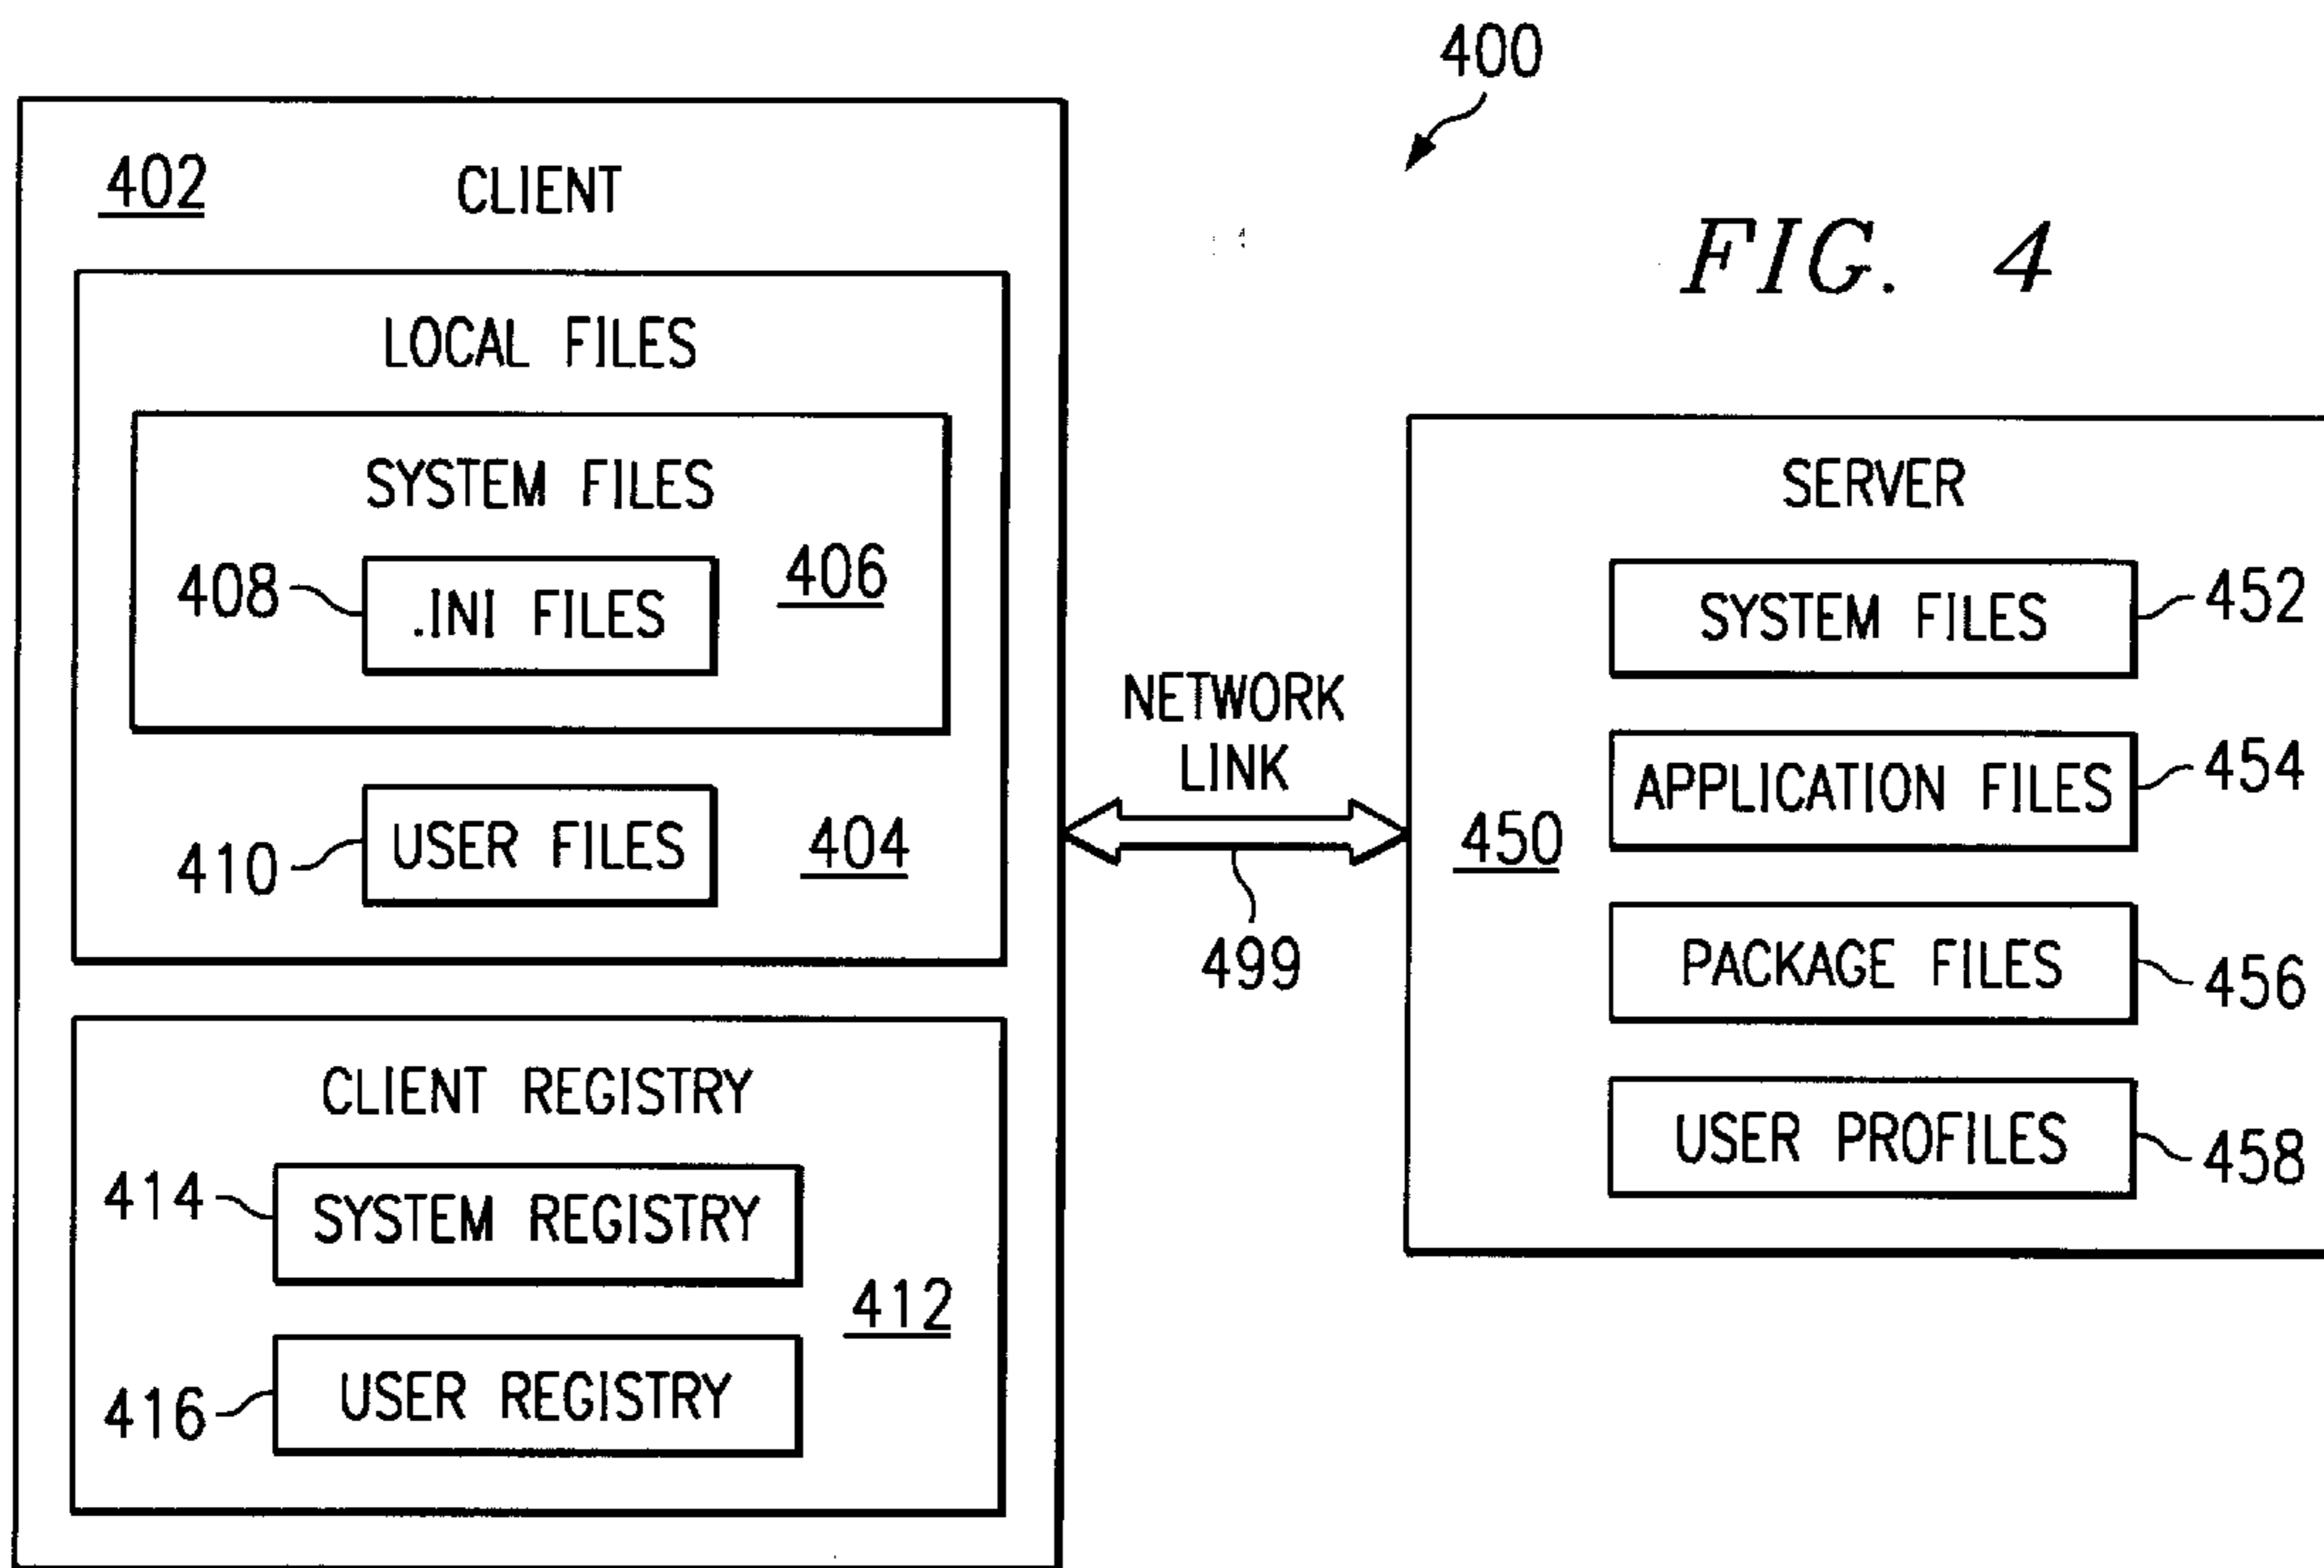 400
FIG. 4
402 CLIENT
LOCAL FILES
SYSTEM FILES
408 .INI FILES 406
410 USER FILES 404
CLIENT REGISTRY
414 SYSTEM REGISTRY
412
416 USER REGISTRY
NETWORK
LINK
499
SERVER
SYSTEM FILES 452
APPLICATION FILES 454
450
PACKAGE FILES 456
USER PROFILES 458